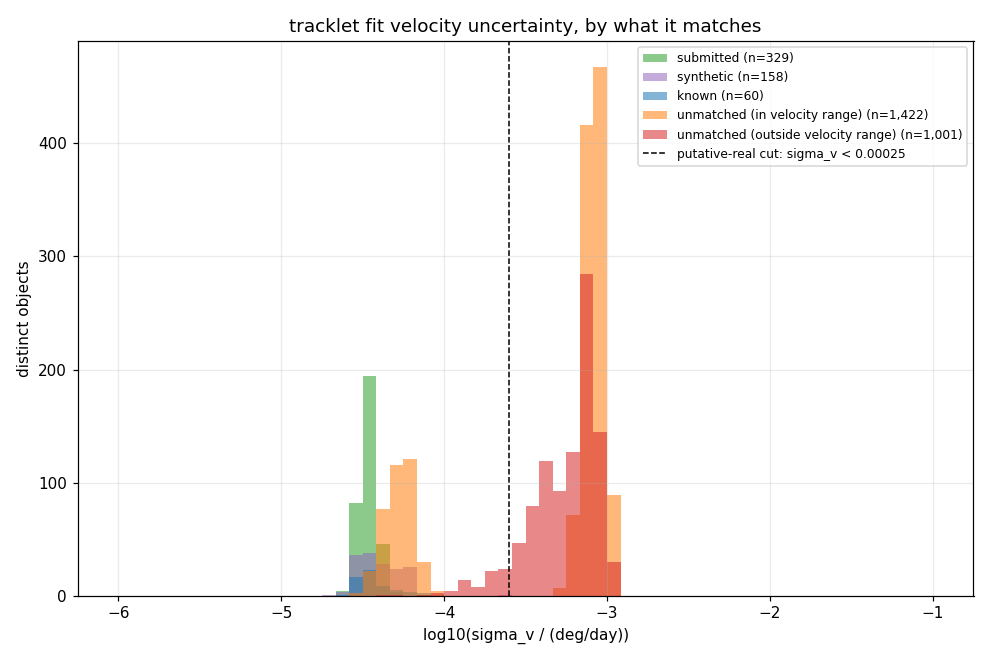 tracklet fit velocity uncertainty, by what it matches
submitted (n=329)
synthetic (n=158)
known (n=60)
unmatched (in velocity range) (n=1,422)
unmatched (outside velocity range) (n=1,001)
putative-real cut: sigma_v < 0.00025
distinct objects
400
300
200
100
0
−6
−5
−4
−3
−2
−1
log10(sigma_v / (deg/day))